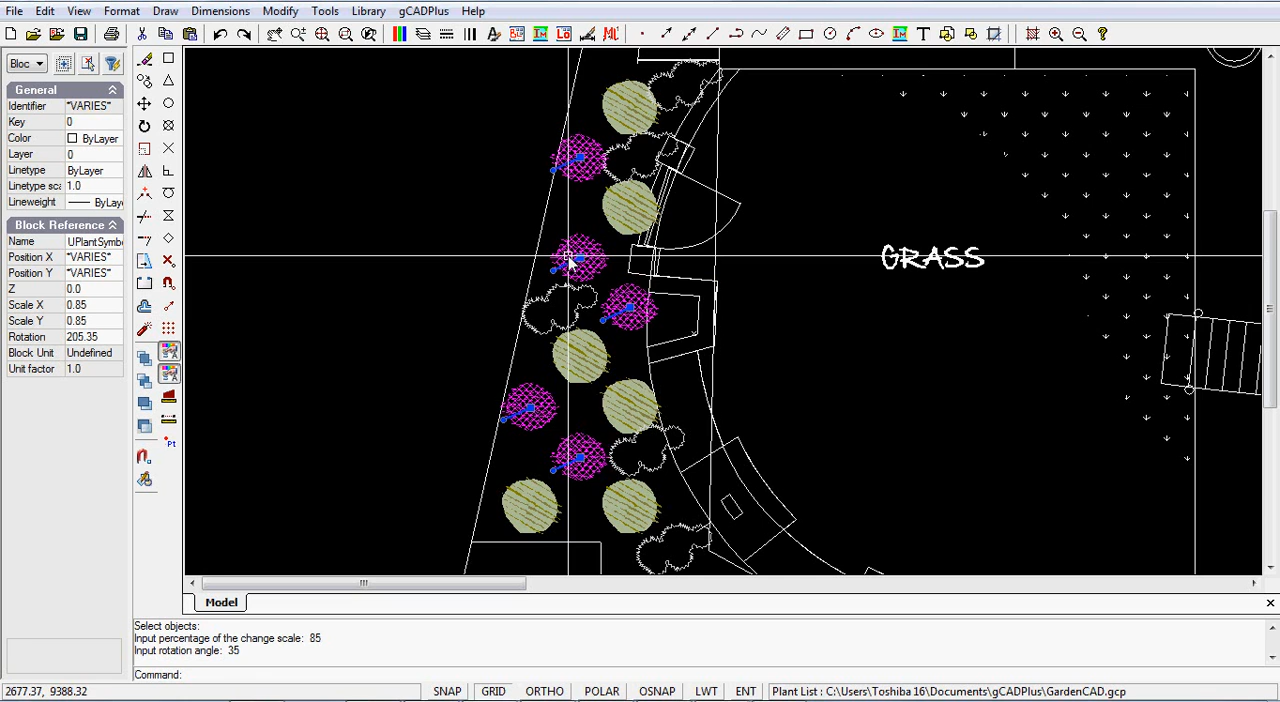 File Edit View Format Draw Dimensions Modify Tools Library gCADPlus Help
Bloc
General
Identifier *VARIES*
Key 0
Color ByLayer
Layer 0
Linetype ByLayer
Linetype sc 1.0
Lineweight ByLaye
Block Reference
Name UPlantSymb
Position X *VARIES*
Position Y *VARIES*
Z 0.0
Scale X 0.85
Scale Y 0.85
Rotation 205.35
Block Unit Undefined
Unit factor 1.0
Pt
GRASS
Model
Select objects:
Input percentage of the change scale: 85
Input rotation angle: 35
Command:
2677.37, 9388.32 SNAP GRID ORTHO POLAR OSNAP LWT ENT Plant List : C:\Users\Toshiba 16\Documents\gCADPlus\GardenCAD.gcp